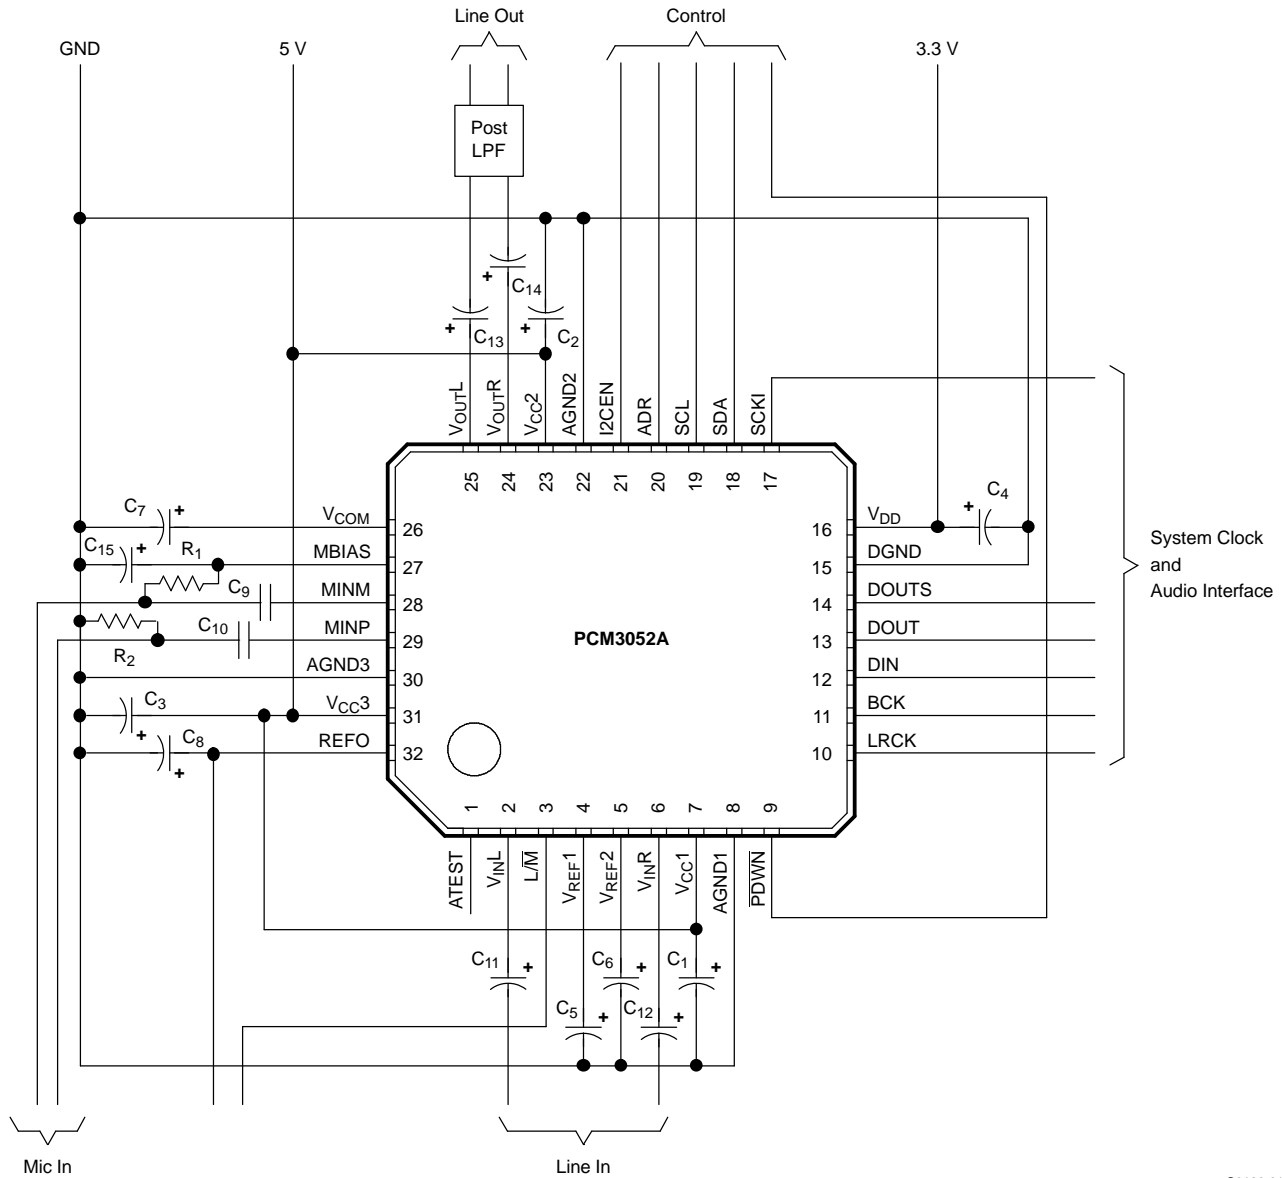 Line Out
Control
GND
5 V
3.3 V
Post
LPF
+
C14
+
C13
+
C2
VOUTL
VOUTR
VCC2
AGND2
I2CEN
ADR
SCL
SDA
SCKI
25
24
23
22
21
20
19
18
17
C7
+
VCOM
26
C15
+
R1
MBIAS
27
C9
MINM
28
C10
MINP
29
R2
AGND3
30
C3
+
VCC3
31
C8
+
REFO
32
PCM3052A
16
VDD
+
C4
15
DGND
14
DOUTS
13
DOUT
12
DIN
11
BCK
10
LRCK
System Clock
and
Audio Interface
1
2
3
4
5
6
7
8
9
ATEST
VINL
L/M̅
VREF1
VREF2
VINR
VCC1
AGND1
P̅D̅W̅N̅
C11
+
C6
+
C1
+
C5
+
C12
+
Mic In
Line In